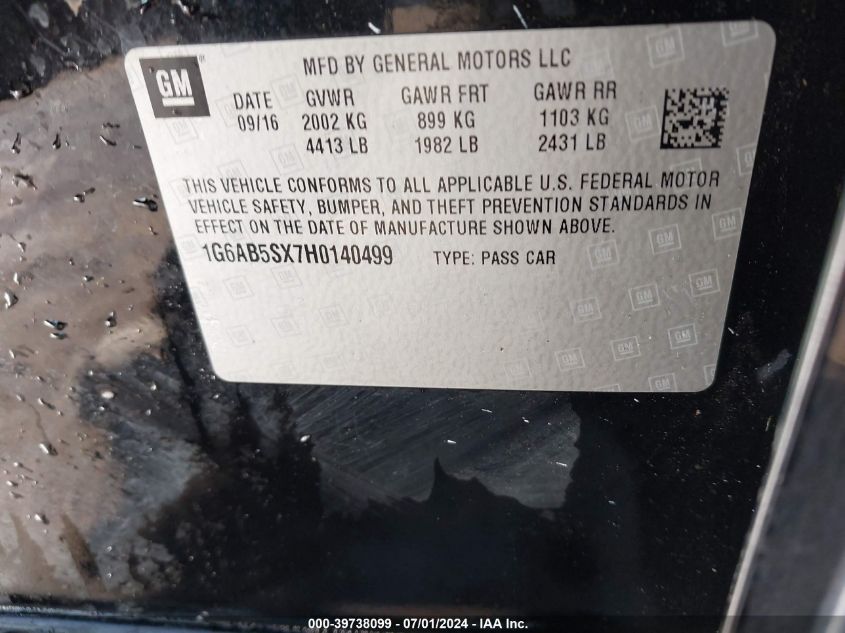 GM
MFD BY GENERAL MOTORS LLC
DATE GVWR GAWR FRT GAWR RR
09/16 2002 KG 899 KG 1103 KG
4413 LB 1982 LB 2431 LB
THIS VEHICLE CONFORMS TO ALL APPLICABLE U.S. FEDERAL MOTOR
VEHICLE SAFETY, BUMPER, AND THEFT PREVENTION STANDARDS IN
EFFECT ON THE DATE OF MANUFACTURE SHOWN ABOVE.
1G6AB5SX7H0140499 TYPE: PASS CAR
000-39738099 - 07/01/2024 - IAA Inc.